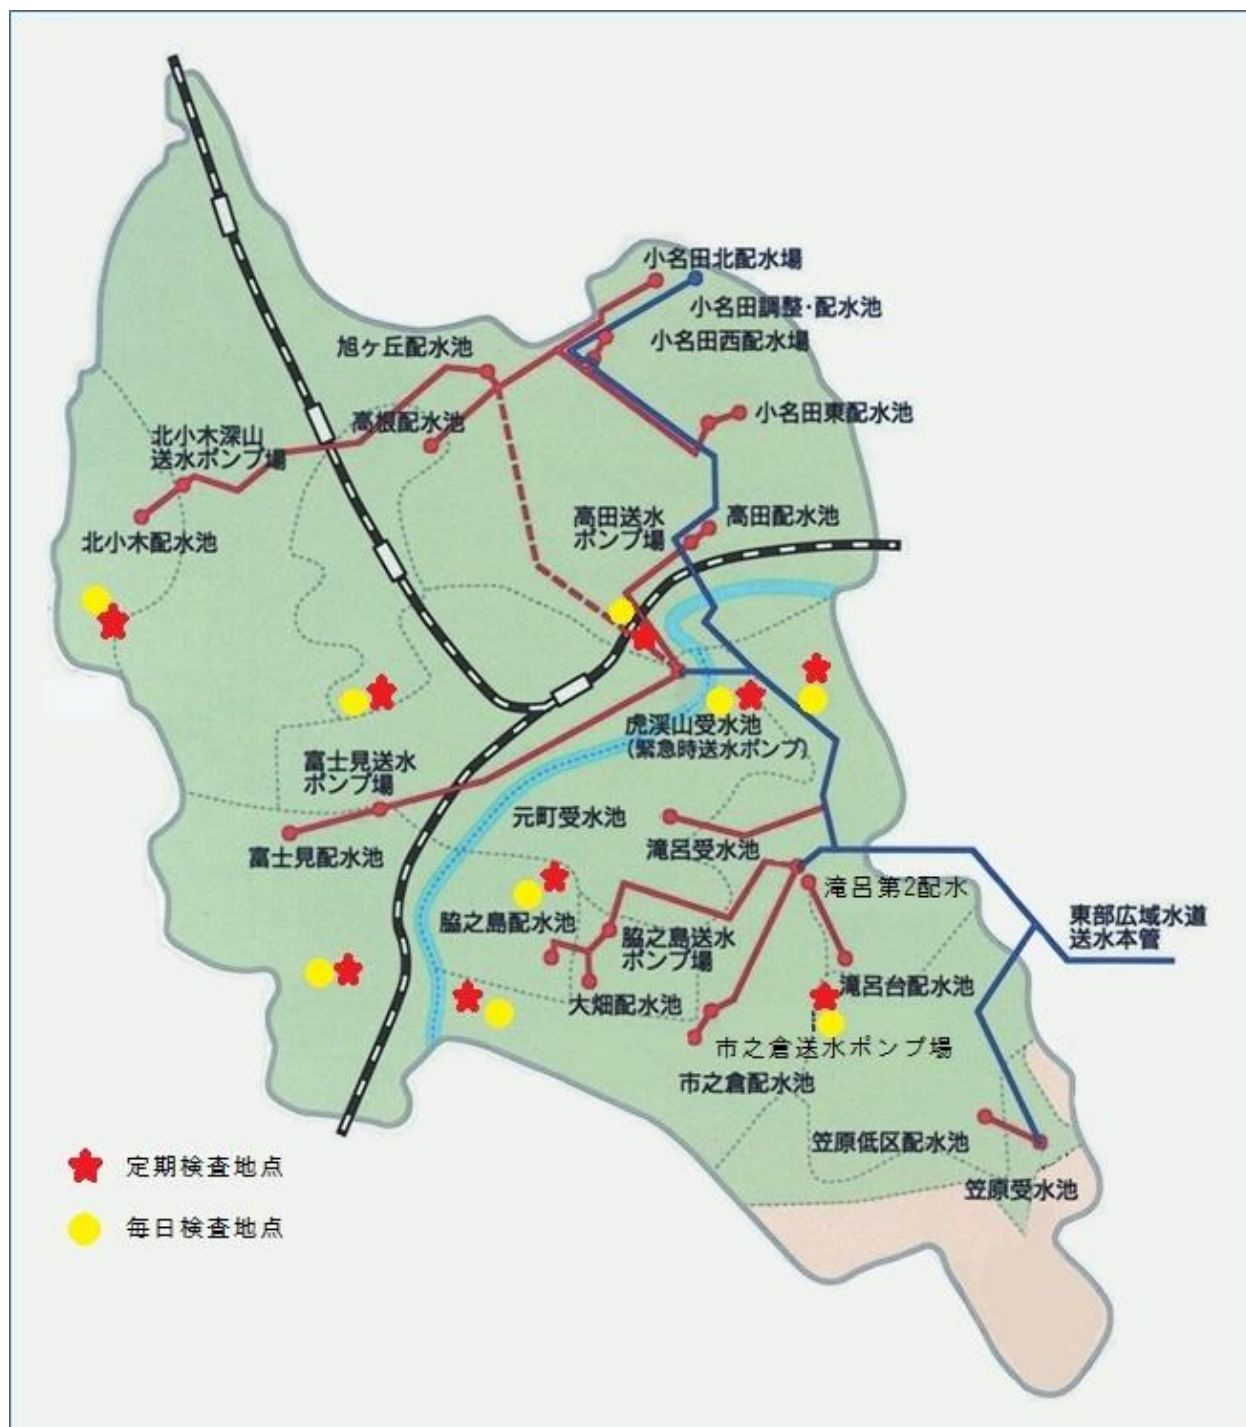 小名田北配水場
小名田調整・配水池
小名田西配水場
旭ヶ丘配水池
高根配水池
小名田東配水池
北小木深山
送水ポンプ場
北小木配水池
高田送水
ポンプ場
高田配水池
虎渓山受水池
(緊急時送水ポンプ)
富士見送水
ポンプ場
富士見配水池
元町受水池
滝呂受水池
滝呂第2配水
脇之島配水池
脇之島送水
ポンプ場
東部広域水道
送水本管
大畑配水池
滝呂台配水池
市之倉送水ポンプ場
市之倉配水池
笠原低区配水池
笠原受水池
定期検査地点
毎日検査地点